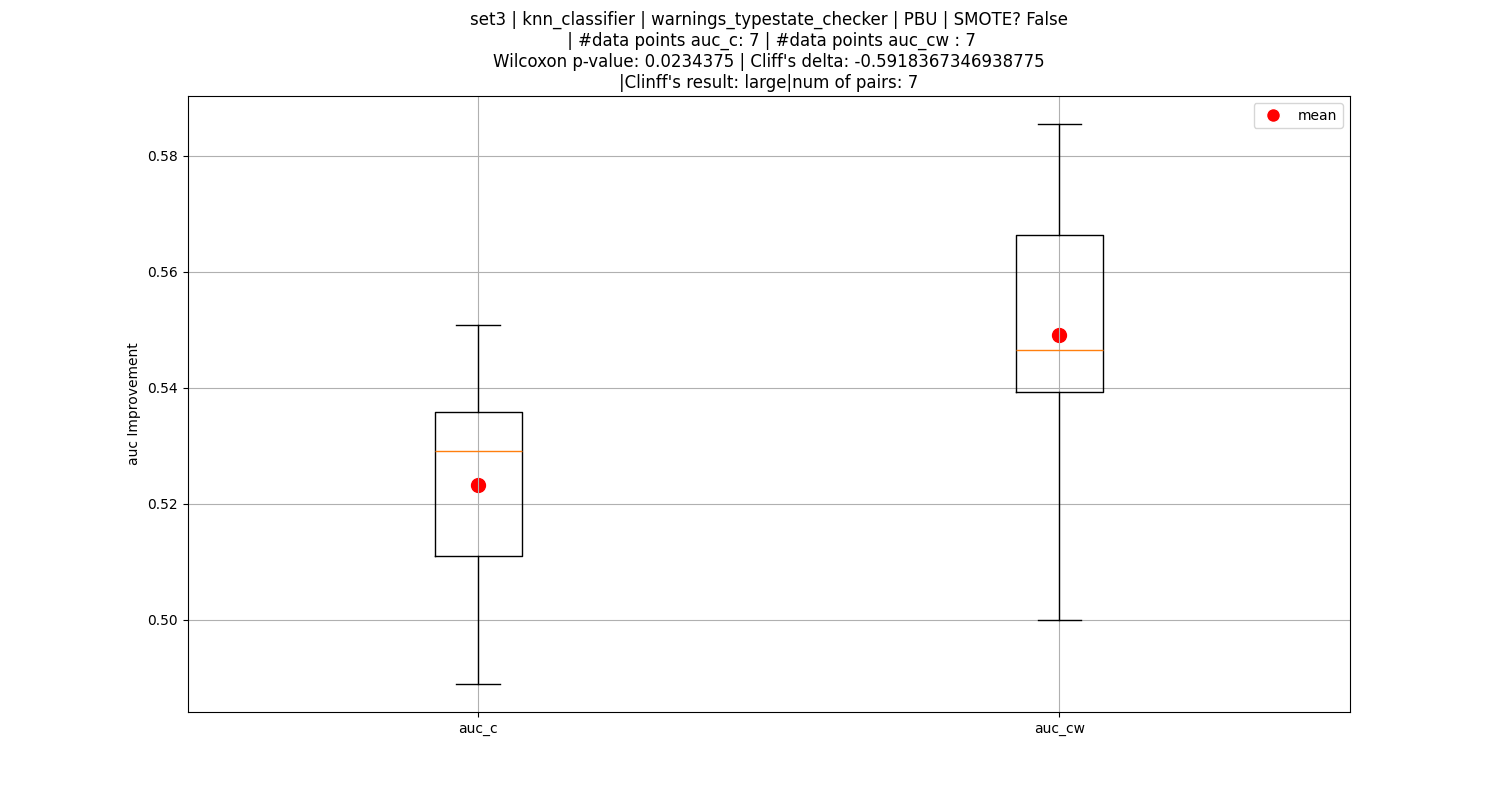 set3 | knn_classifier | warnings_typestate_checker | PBU | SMOTE? False
| #data points auc_c: 7 | #data points auc_cw : 7
Wilcoxon p-value: 0.0234375 | Cliff's delta: -0.5918367346938775
|Clinff's result: large|num of pairs: 7
mean
0.58
0.56
0.54
0.52
0.50
auc Improvement
auc_c
auc_cw